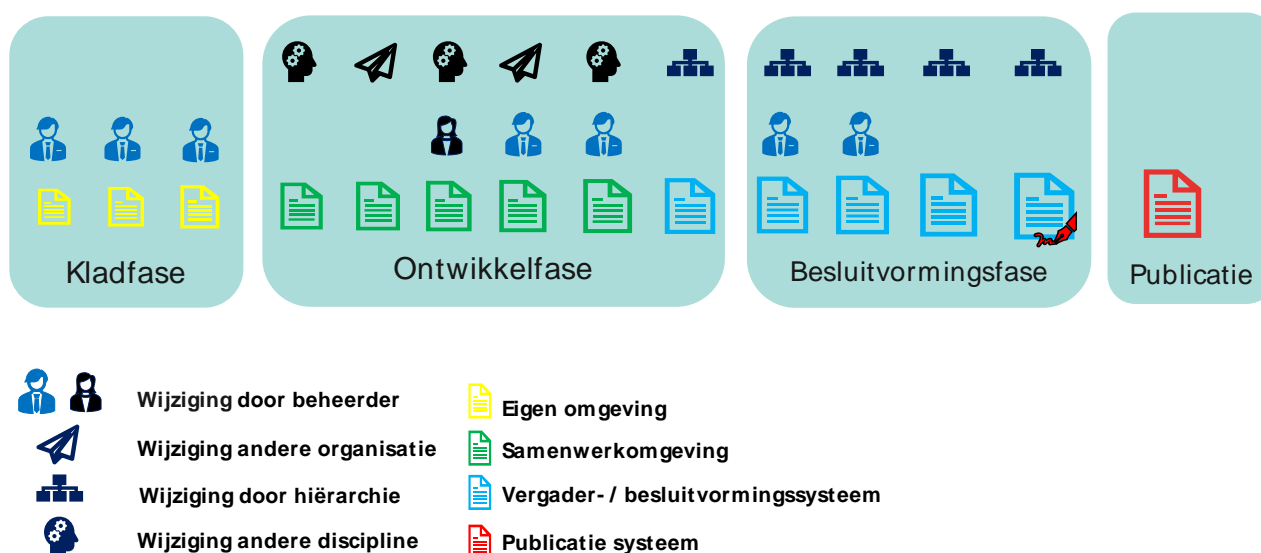 Kladfase
Ontwikkelfase
Besluitvormingsfase
Publicatie
Wijziging door beheerder
Wijziging andere organisatie
Wijziging door hiërarchie
Wijziging andere discipline
Eigen omgeving
Samenwerkomgeving
Vergader- / besluitvormingssysteem
Publicatie systeem